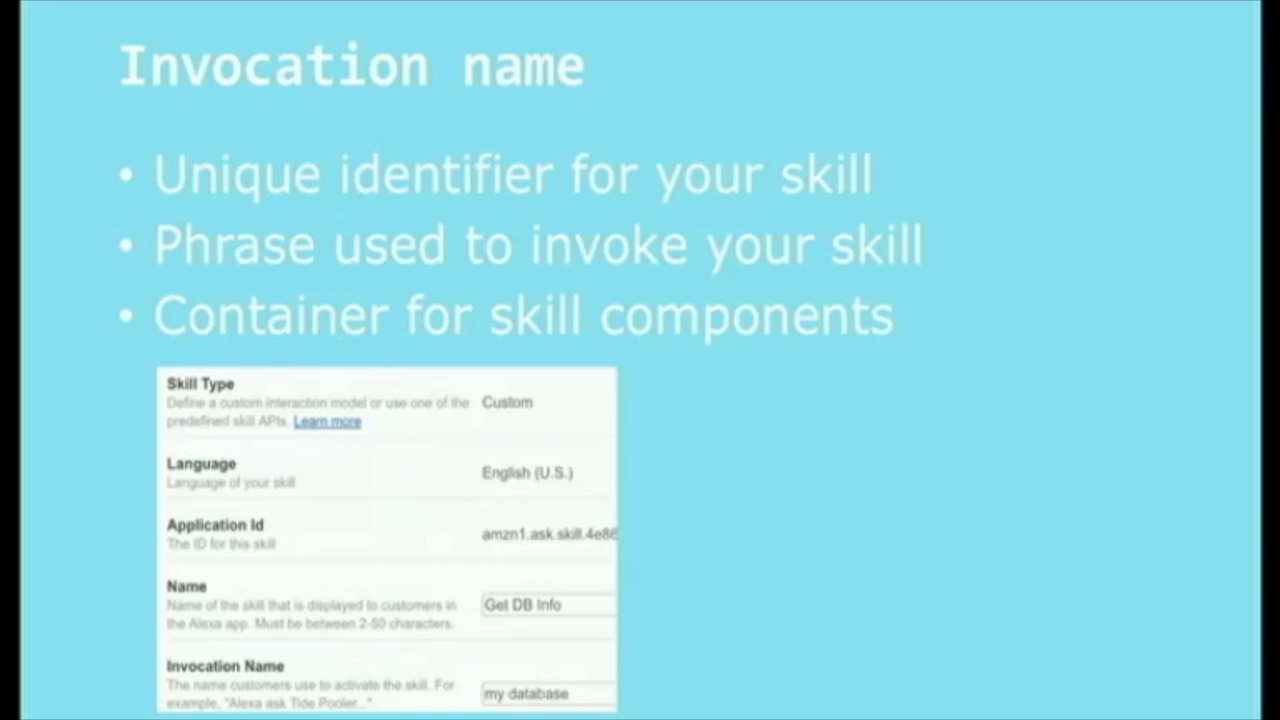 Invocation name
• Unique identifier for your skill
• Phrase used to invoke your skill
• Container for skill components
Skill Type
Define a custom interaction model or use one of the
predefined skill APIs. Learn more
Custom
Language
Language of your skill
English (U.S.)
Application Id
The ID for this skill
amzn1.ask.skill.4e86
Name
Name of the skill that is displayed to customers in
the Alexa app. Must be between 2-50 characters.
Get DB Info
Invocation Name
The name customers use to activate the skill. For
example, "Alexa ask Tide Pooler..."
my database